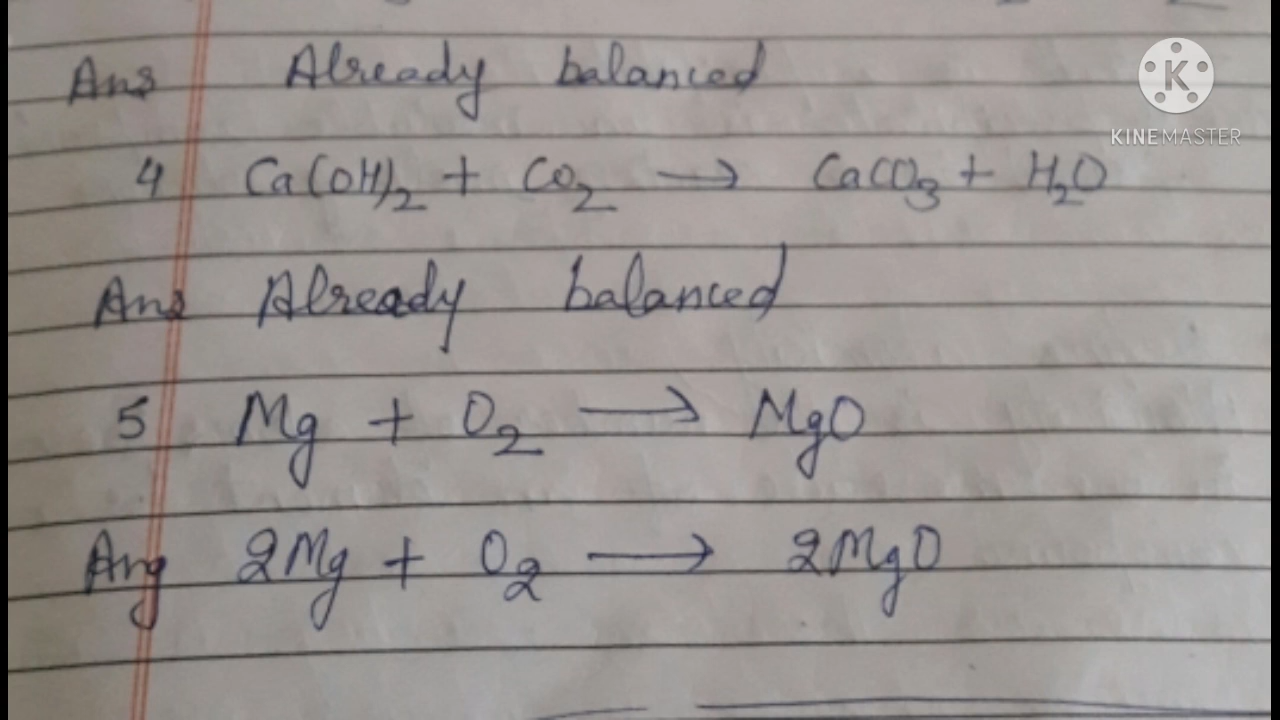 Ans Already balanced
KINEMASTER
4 Ca(OH)₂ + CO₂ → CaCO₃ + H₂O
Ans Already balanced
5 Mg + O₂ → MgO
Ans 2Mg + O₂ → 2MgO